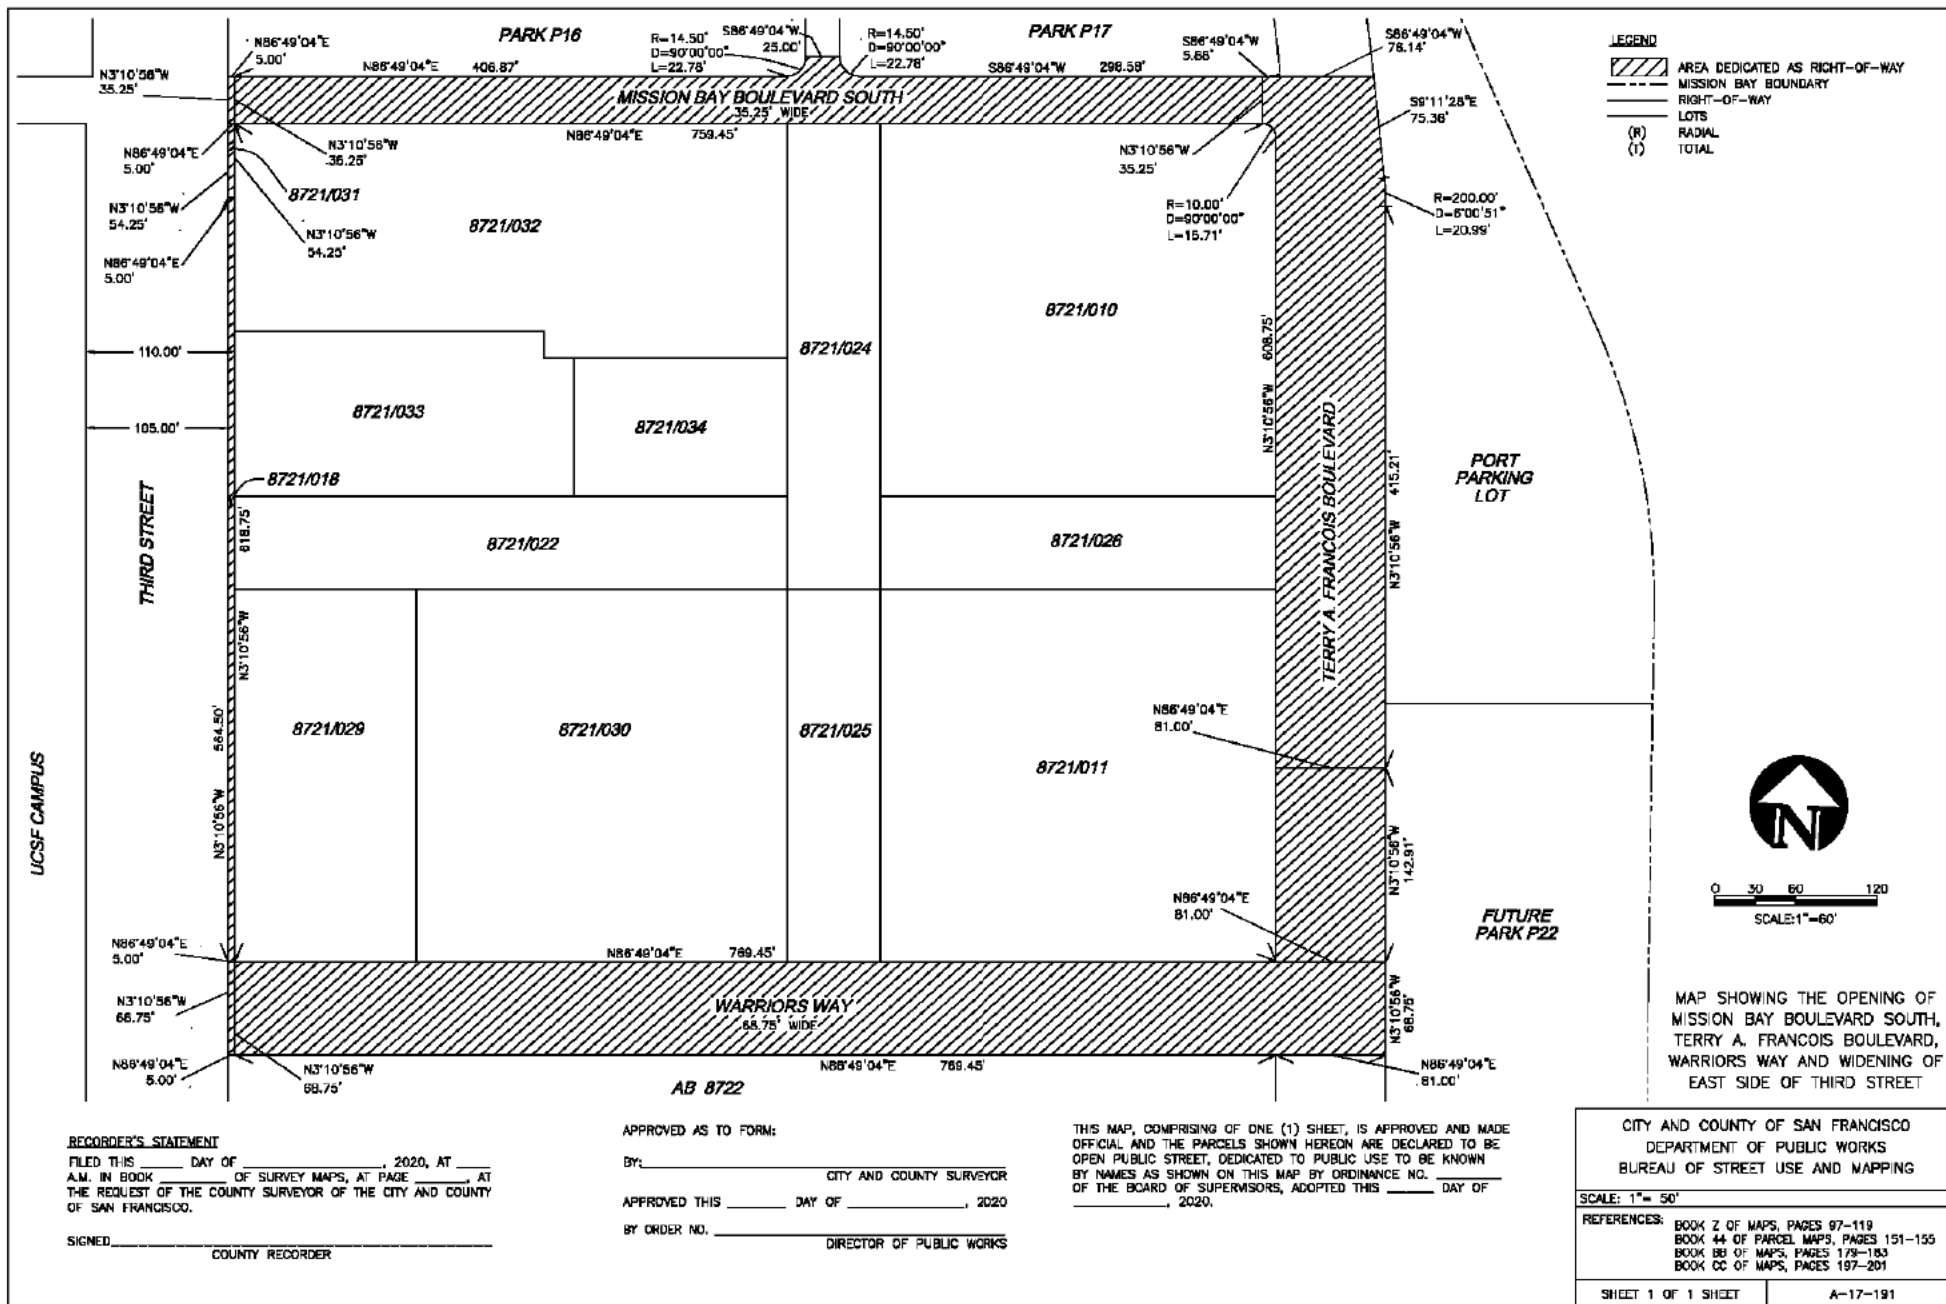 PARK P16
PARK P17
N86°49'04"E
5.00'
N3°10'56"W
35.25'
N86°49'04"E 406.87'
R=14.50'
D=90°00'00"
L=22.78'
S86°49'04"W
25.00'
R=14.50'
D=90°00'00"
L=22.78'
S86°49'04"W 298.58'
S86°49'04"W
5.88'
S86°49'04"W
78.14'
MISSION BAY BOULEVARD SOUTH
35.25' WIDE
N86°49'04"E 759.45'
N3°10'56"W
35.25'
N86°49'04"E
5.00'
8721/031
N3°10'56"W
54.25'
N3°10'56"W
54.25'
N86°49'04"E
5.00'
N3°10'56"W
35.25'
S9°11'28"E
75.36'
R=10.00'
D=90°00'00"
L=15.71'
R=200.00'
D=6°00'51"
L=20.99'
LEGEND
AREA DEDICATED AS RIGHT-OF-WAY
MISSION BAY BOUNDARY
RIGHT-OF-WAY
LOTS
(R) RADIAL
(T) TOTAL
8721/032
8721/010
8721/024
110.00'
105.00'
8721/033
8721/034
8721/018
8721/022
8721/026
THIRD STREET
618.75'
N3°10'56"W
564.50'
N3°10'56"W
608.75'
N3°10'56"W
TERRY A. FRANCOIS BOULEVARD
415.21'
N3°10'56"W
PORT
PARKING
LOT
8721/029
8721/030
8721/025
8721/011
UCSF CAMPUS
N86°49'04"E
81.00'
N3°10'56"W
142.91'
N86°49'04"E
81.00'
FUTURE
PARK P22
N
0 30 60 120
SCALE:1"=60'
N86°49'04"E
5.00'
N86°49'04"E 769.45'
N3°10'56"W
68.75'
WARRIORS WAY
68.75' WIDE
N3°10'56"W
68.75'
N86°49'04"E
5.00'
N3°10'56"W
68.75'
N86°49'04"E 769.45'
N86°49'04"E
81.00'
AB 8722
MAP SHOWING THE OPENING OF
MISSION BAY BOULEVARD SOUTH,
TERRY A. FRANCOIS BOULEVARD,
WARRIORS WAY AND WIDENING OF
EAST SIDE OF THIRD STREET
RECORDER'S STATEMENT
FILED THIS ______ DAY OF ______________, 2020, AT ____
A.M. IN BOOK ________ OF SURVEY MAPS, AT PAGE ______, AT
THE REQUEST OF THE COUNTY SURVEYOR OF THE CITY AND COUNTY
OF SAN FRANCISCO.
SIGNED______________________________
COUNTY RECORDER
APPROVED AS TO FORM:
BY:______________________________
CITY AND COUNTY SURVEYOR
APPROVED THIS ________ DAY OF ____________, 2020
BY ORDER NO. ______________________
DIRECTOR OF PUBLIC WORKS
THIS MAP, COMPRISING OF ONE (1) SHEET, IS APPROVED AND MADE
OFFICIAL AND THE PARCELS SHOWN HEREON ARE DECLARED TO BE
OPEN PUBLIC STREET, DEDICATED TO PUBLIC USE TO BE KNOWN
BY NAMES AS SHOWN ON THIS MAP BY ORDINANCE NO. ________
OF THE BOARD OF SUPERVISORS, ADOPTED THIS ______ DAY OF
____________, 2020.
CITY AND COUNTY OF SAN FRANCISCO
DEPARTMENT OF PUBLIC WORKS
BUREAU OF STREET USE AND MAPPING
SCALE: 1"= 50'
REFERENCES: BOOK Z OF MAPS, PAGES 97-119
BOOK 44 OF PARCEL MAPS, PAGES 151-155
BOOK BB OF MAPS, PAGES 179-183
BOOK CC OF MAPS, PAGES 197-201
SHEET 1 OF 1 SHEET
A-17-191